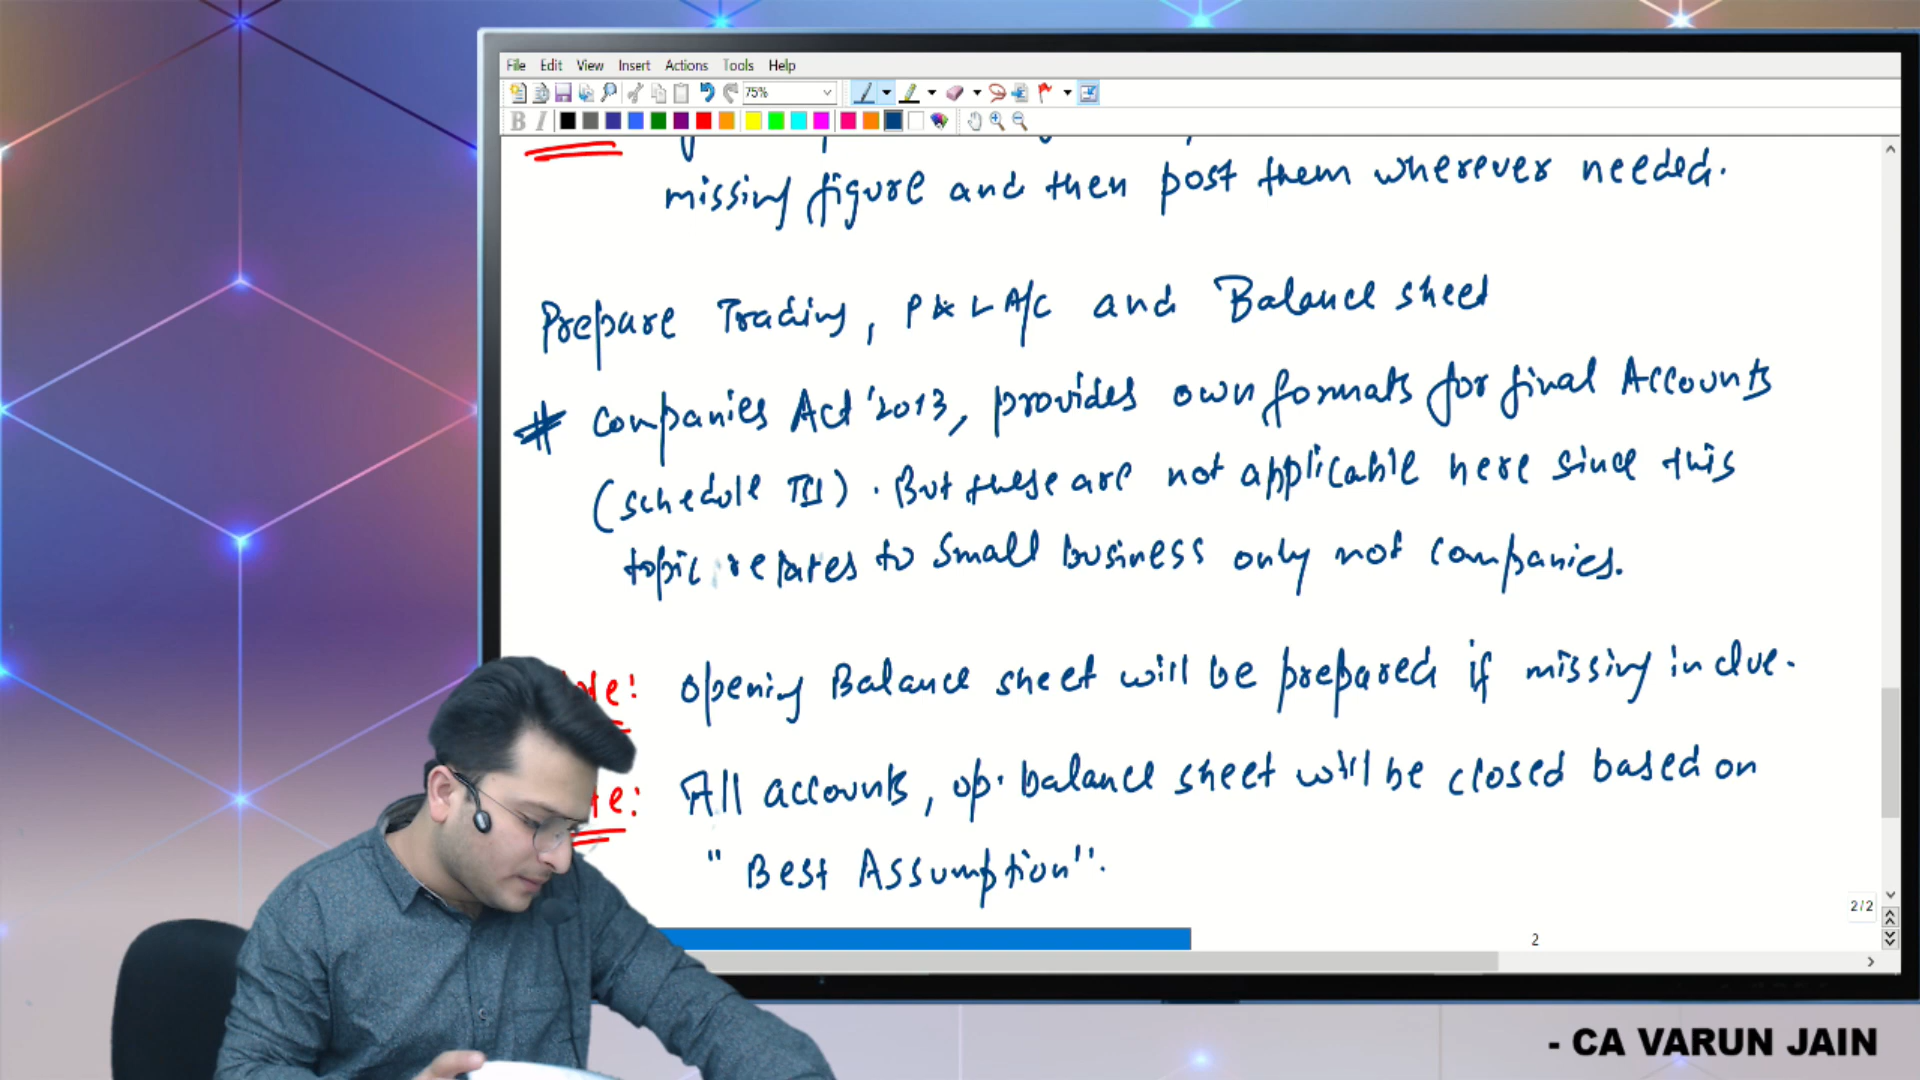 File Edit View Insert Actions Tools Help
75%
B I
missing figure and then post them wherever needed.
Prepare Trading, P & L A/C and Balance sheet
# Companies Act '2013, provides own formats for final Accounts
(schedule III). But these are not applicable here since this
topic relates to small business only not companies.
Opening Balance sheet will be prepared if missing in
All accounts, op. balance sheet will be closed based on
" Best Assumption".
2/2
2
- CA VARUN JAIN